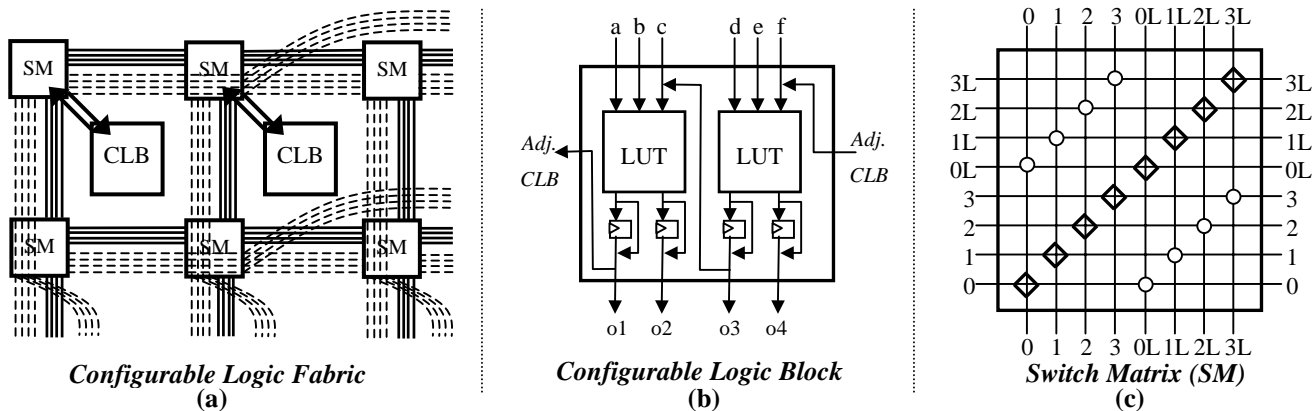 SM SM SM
CLB CLB
SM SM SM
Configurable Logic Fabric
(a)
a b c d e f
Adj.
CLB
LUT LUT
Adj.
CLB
o1 o2 o3 o4
Configurable Logic Block
(b)
0 1 2 3 0L 1L 2L 3L
3L 3L
2L 2L
1L 1L
0L 0L
3 3
2 2
1 1
0 0
0 1 2 3 0L 1L 2L 3L
Switch Matrix (SM)
(c)